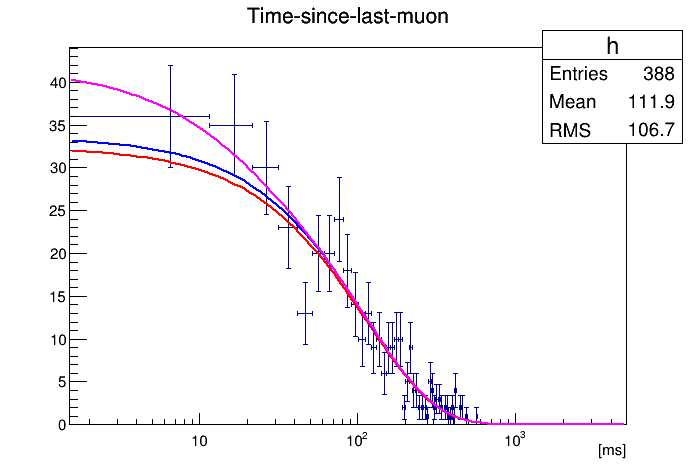 Time-since-last-muon
h
Entries 388
Mean 111.9
RMS 106.7
40
35
30
25
20
15
10
5
0
10 10² 10³
[ms]